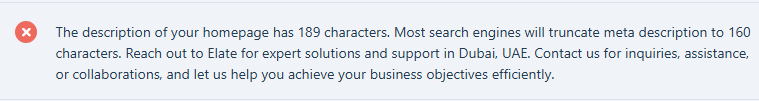 The description of your homepage has 189 characters. Most search engines will truncate meta description to 160
characters. Reach out to Elate for expert solutions and support in Dubai, UAE. Contact us for inquiries, assistance,
or collaborations, and let us help you achieve your business objectives efficiently.